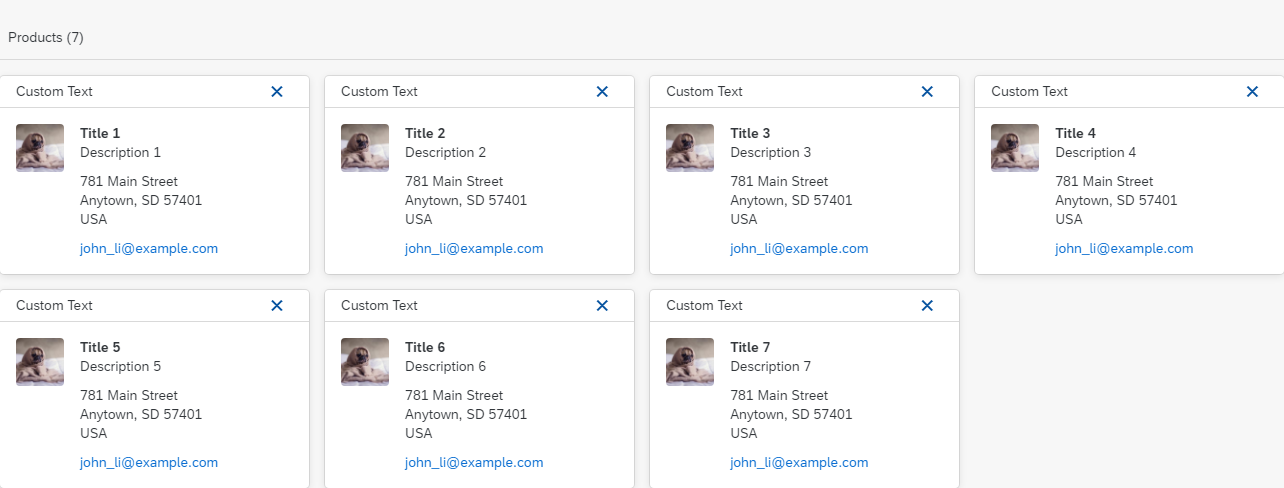 Products (7)
Custom Text
Title 1
Description 1
781 Main Street
Anytown, SD 57401
USA
john_li@example.com
Custom Text
Title 2
Description 2
781 Main Street
Anytown, SD 57401
USA
john_li@example.com
Custom Text
Title 3
Description 3
781 Main Street
Anytown, SD 57401
USA
john_li@example.com
Custom Text
Title 4
Description 4
781 Main Street
Anytown, SD 57401
USA
john_li@example.com
Custom Text
Title 5
Description 5
781 Main Street
Anytown, SD 57401
USA
john_li@example.com
Custom Text
Title 6
Description 6
781 Main Street
Anytown, SD 57401
USA
john_li@example.com
Custom Text
Title 7
Description 7
781 Main Street
Anytown, SD 57401
USA
john_li@example.com